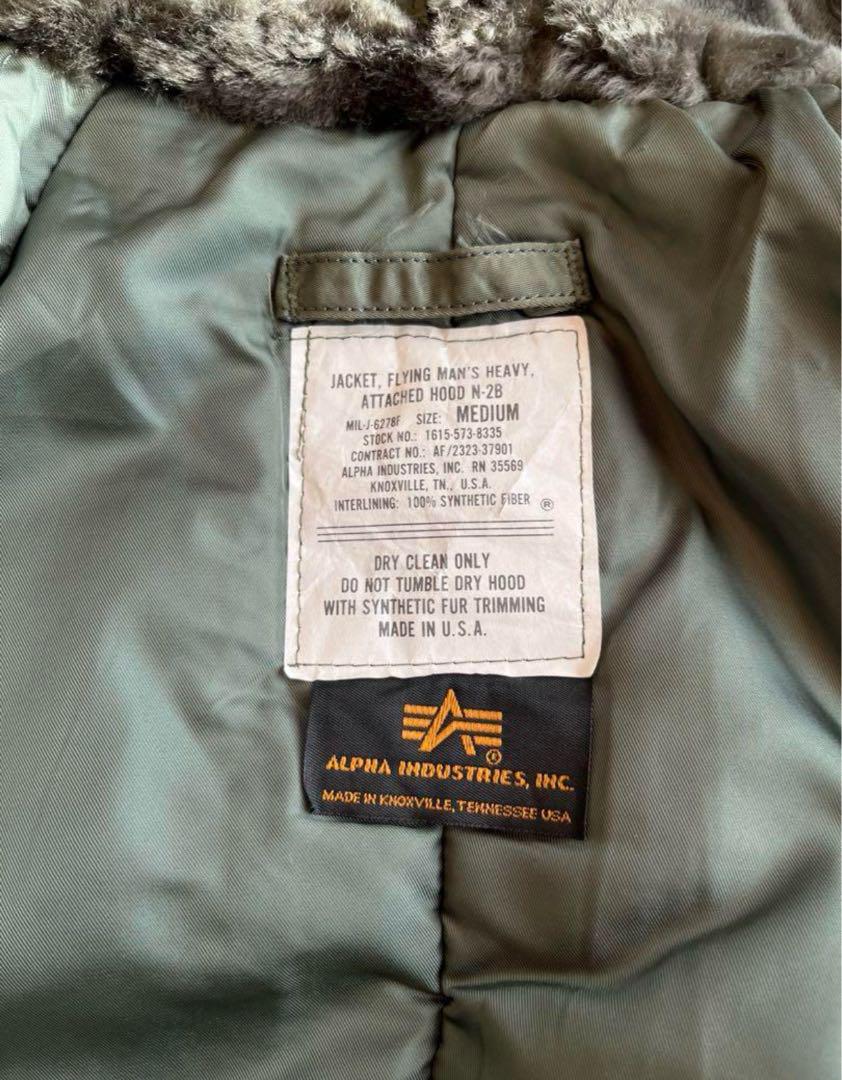 JACKET, FLYING MAN'S HEAVY,
ATTACHED HOOD N-2B
MIL-J-6278F SIZE: MEDIUM
STOCK NO.: 1615-573-8335
CONTRACT NO.: AF/2323-37901
ALPHA INDUSTRIES, INC. RN 35569
KNOXVILLE, TN., U.S.A.
INTERLINING: 100% SYNTHETIC FIBER ®
DRY CLEAN ONLY
DO NOT TUMBLE DRY HOOD
WITH SYNTHETIC FUR TRIMMING
MADE IN U.S.A.
®
ALPHA INDUSTRIES, INC.
MADE IN KNOXVILLE, TENNESSEE USA